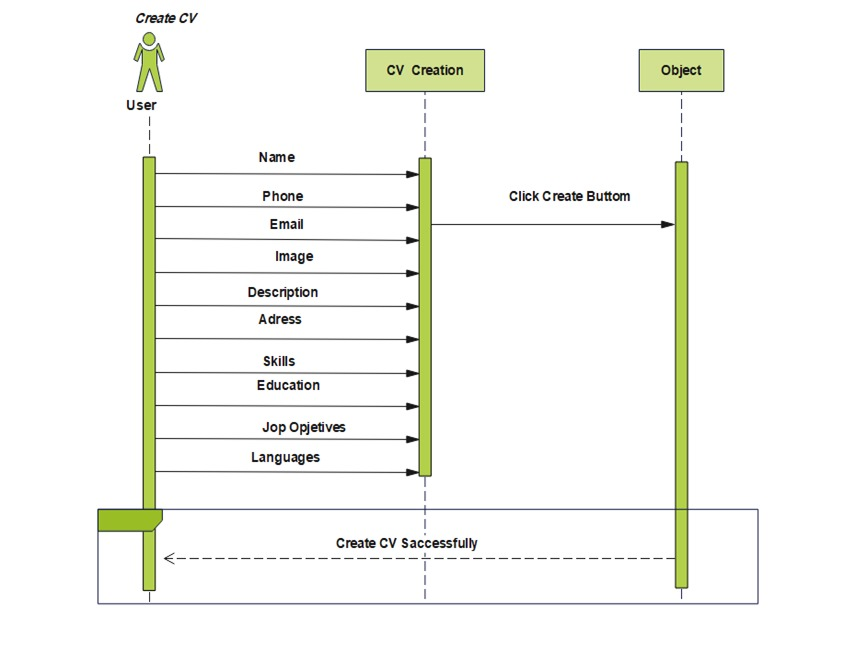 Create CV
CV Creation
Object
User
Name
Phone
Click Create Buttom
Email
Image
Description
Adress
Skills
Education
Jop Opjetives
Languages
Create CV Saccessfully